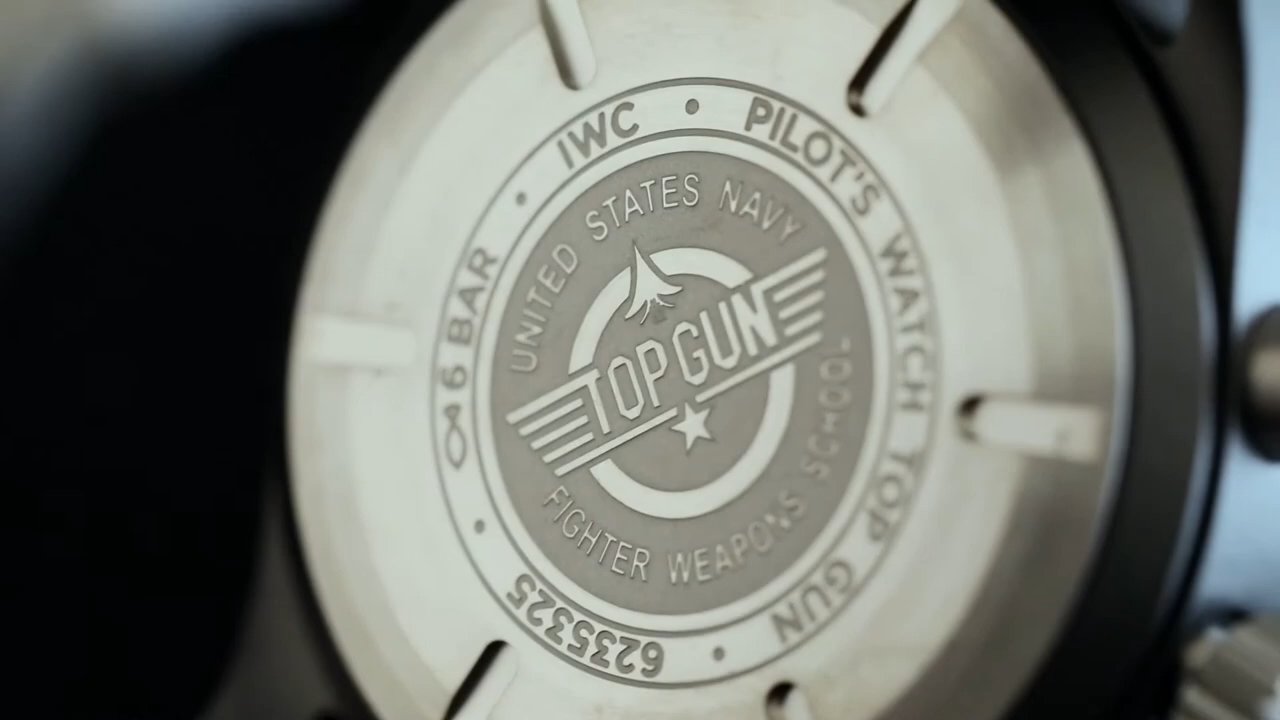 IWC • PILOT'S WATCH TOP GUN • 6235325 • 6 BAR •
UNITED STATES NAVY
TOP GUN
FIGHTER WEAPONS SCHOOL